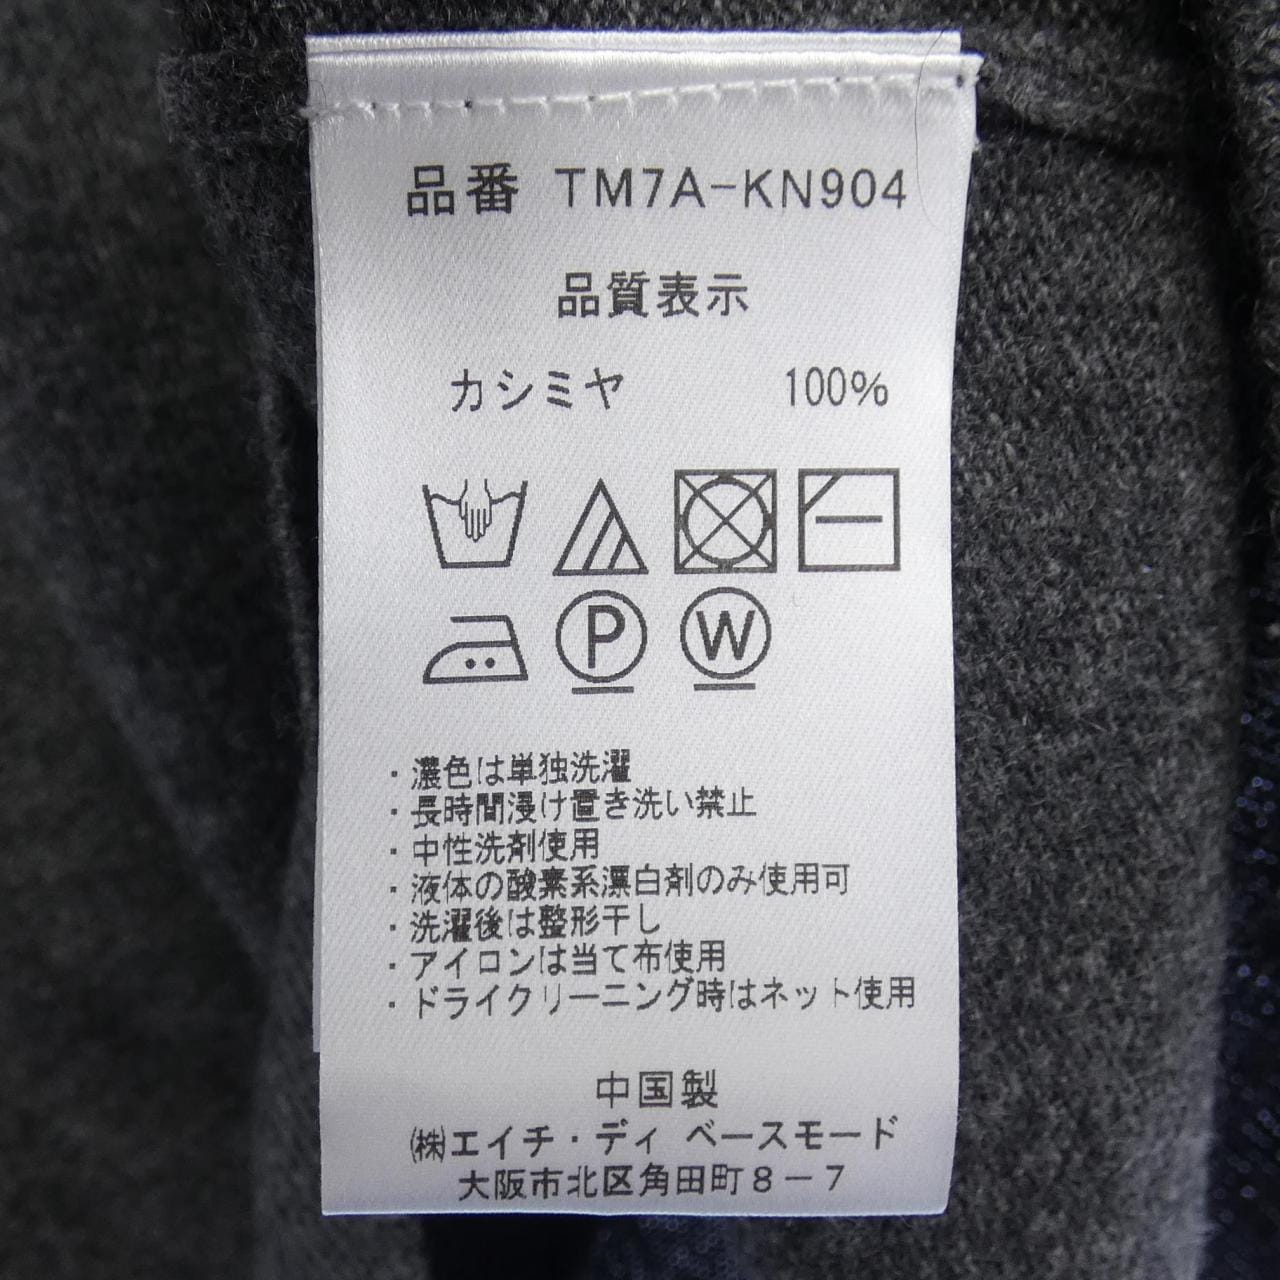 品番 TM7A-KN904
品質表示
カシミヤ 100%
P W
・濃色は単独洗濯
・長時間浸け置き洗い禁止
・中性洗剤使用
・液体の酸素系漂白剤のみ使用可
・洗濯後は整形干し
・アイロンは当て布使用
・ドライクリーニング時はネット使用
中国製
㈱エイチ・ディ ベースモード
大阪市北区角田町8-7